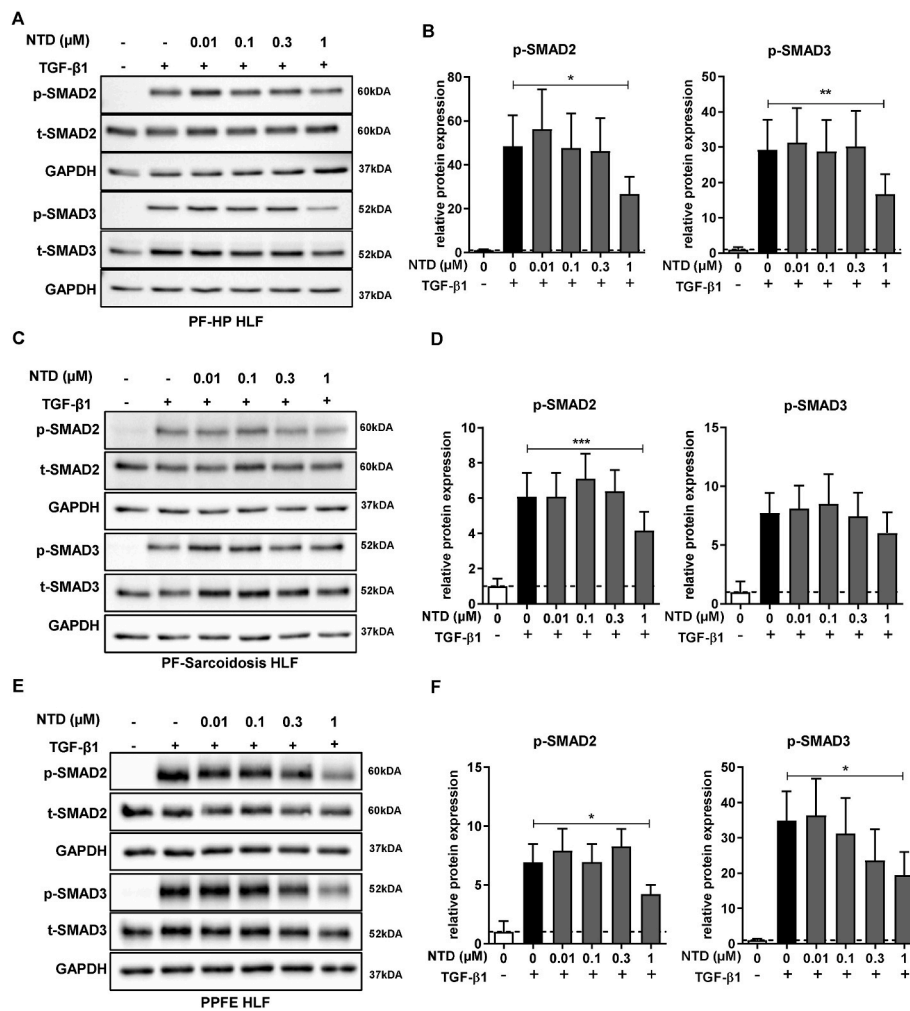 A
NTD (µM) - - 0.01 0.1 0.3 1
TGF-β1 - + + + + +
p-SMAD2 60kDA
t-SMAD2 60kDA
GAPDH 37kDA
p-SMAD3 52kDA
t-SMAD3 52kDA
GAPDH 37kDA
PF-HP HLF
B
p-SMAD2
relative protein expression
80
60
40
20
0
*
NTD (µM) 0 0 0.01 0.1 0.3 1
TGF-β1 - + + + + +
p-SMAD3
relative protein expression
50
40
30
20
10
0
**
NTD (µM) 0 0 0.01 0.1 0.3 1
TGF-β1 - + + + + +
C
NTD (µM) - - 0.01 0.1 0.3 1
TGF-β1 - + + + + +
p-SMAD2 60kDA
t-SMAD2 60kDA
GAPDH 37kDA
p-SMAD3 52kDA
t-SMAD3 52kDA
GAPDH 37kDA
PF-Sarcoidosis HLF
D
p-SMAD2
relative protein expression
10
8
6
4
2
0
***
NTD (µM) 0 0 0.01 0.1 0.3 1
TGF-β1 - + + + + +
p-SMAD3
relative protein expression
15
10
5
0
NTD (µM) 0 0 0.01 0.1 0.3 1
TGF-β1 - + + + + +
E
NTD (µM) - - 0.01 0.1 0.3 1
TGF-β1 - + + + + +
p-SMAD2 60kDA
t-SMAD2 60kDA
GAPDH 37kDA
p-SMAD3 52kDA
t-SMAD3 52kDA
GAPDH 37kDA
PPFE HLF
F
p-SMAD2
relative protein expression
15
10
5
0
*
NTD (µM) 0 0 0.01 0.1 0.3 1
TGF-β1 - + + + + +
p-SMAD3
relative protein expression
50
40
30
20
10
0
*
NTD (µM) 0 0 0.01 0.1 0.3 1
TGF-β1 - + + + + +